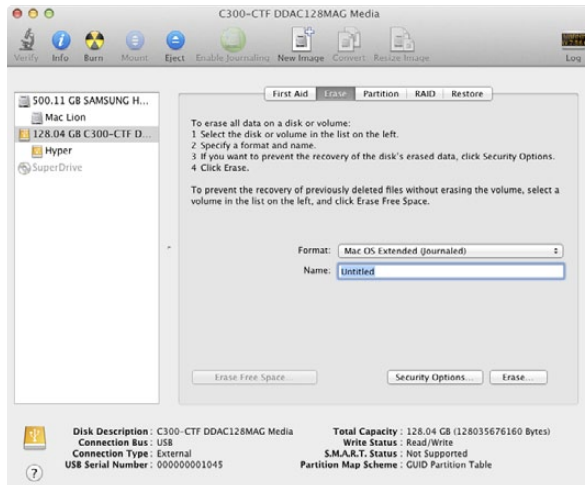 C300-CTF DDAC128MAG Media
Verify Info Burn Mount Eject Enable Journaling New Image Convert Resize Image Log
500.11 GB SAMSUNG H...
Mac Lion
128.04 GB C300-CTF D...
Hyper
SuperDrive
First Aid Erase Partition RAID Restore
To erase all data on a disk or volume:
1 Select the disk or volume in the list on the left.
2 Specify a format and name.
3 If you want to prevent the recovery of the disk's erased data, click Security Options.
4 Click Erase.
To prevent the recovery of previously deleted files without erasing the volume, select a
volume in the list on the left, and click Erase Free Space.
Format: Mac OS Extended (Journaled)
Name: Untitled
Erase Free Space... Security Options... Erase...
Disk Description : C300-CTF DDAC128MAG Media Total Capacity : 128.04 GB (128035676160 Bytes)
Connection Bus : USB Write Status : Read/Write
Connection Type : External S.M.A.R.T. Status : Not Supported
USB Serial Number : 000000001045 Partition Map Scheme : GUID Partition Table
?